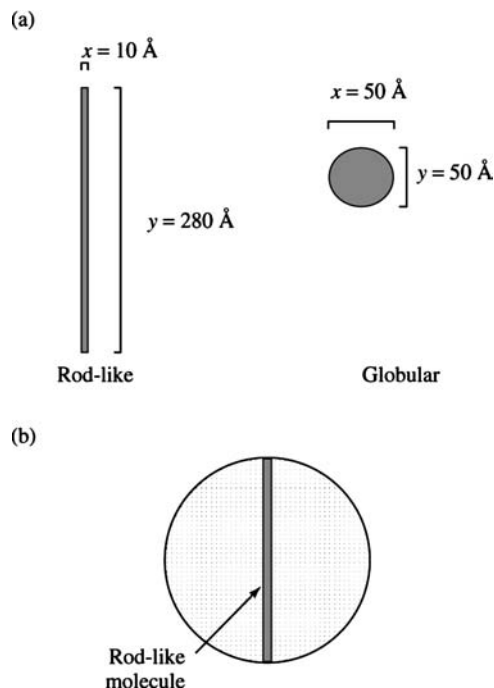 (a)
x = 10 Å
x = 50 Å
y = 50 Å
y = 280 Å
Rod-like
Globular
(b)
Rod-like
molecule